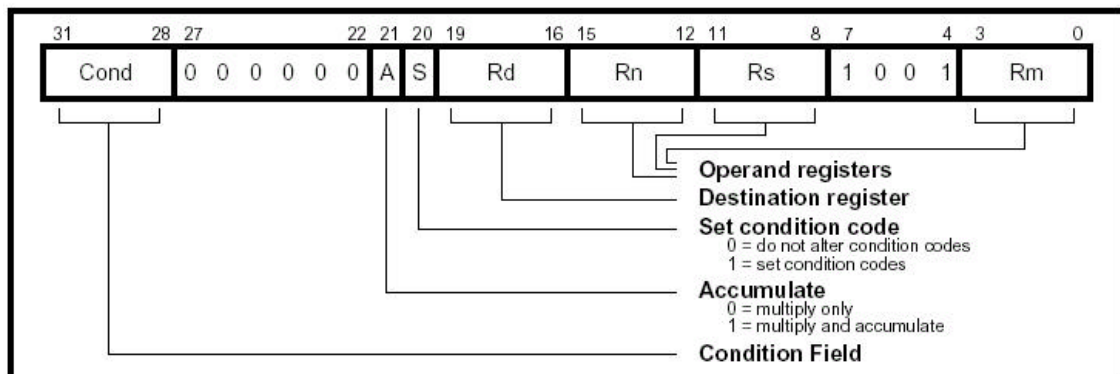 31 28 27 22 21 20 19 16 15 12 11 8 7 4 3 0
Cond 0 0 0 0 0 0 A S Rd Rn Rs 1 0 0 1 Rm
Operand registers
Destination register
Set condition code
0 = do not alter condition codes
1 = set condition codes
Accumulate
0 = multiply only
1 = multiply and accumulate
Condition Field